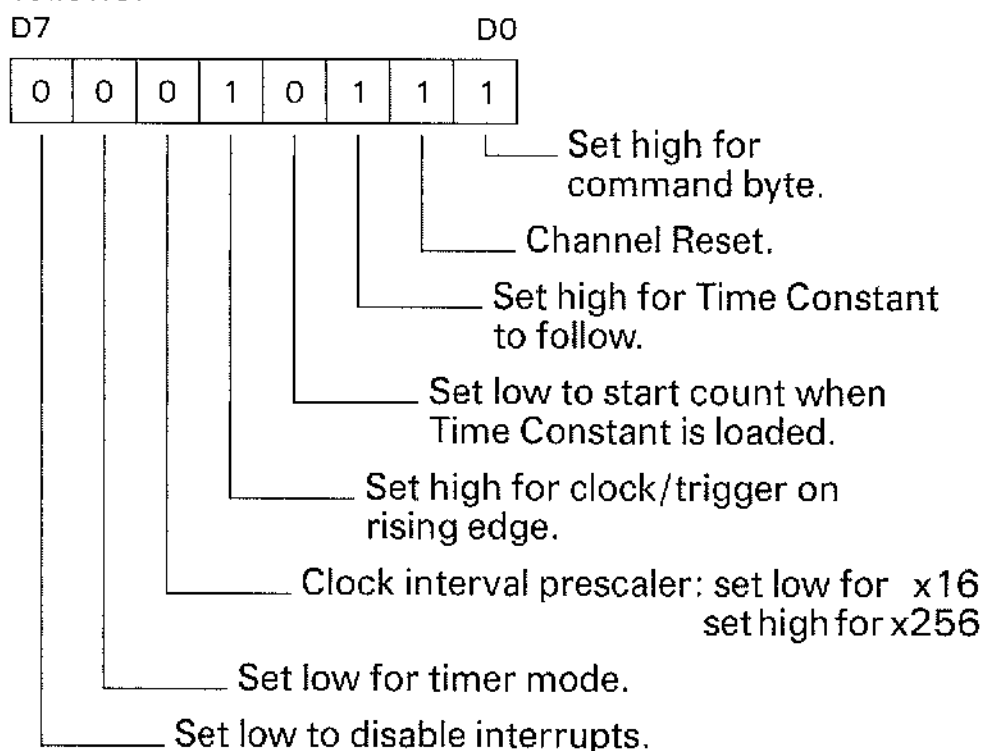 D7 D0
0 0 0 1 0 1 1 1
Set high for
command byte.
Channel Reset.
Set high for Time Constant
to follow.
Set low to start count when
Time Constant is loaded.
Set high for clock/trigger on
rising edge.
Clock interval prescaler: set low for x16
set high for x256
Set low for timer mode.
Set low to disable interrupts.